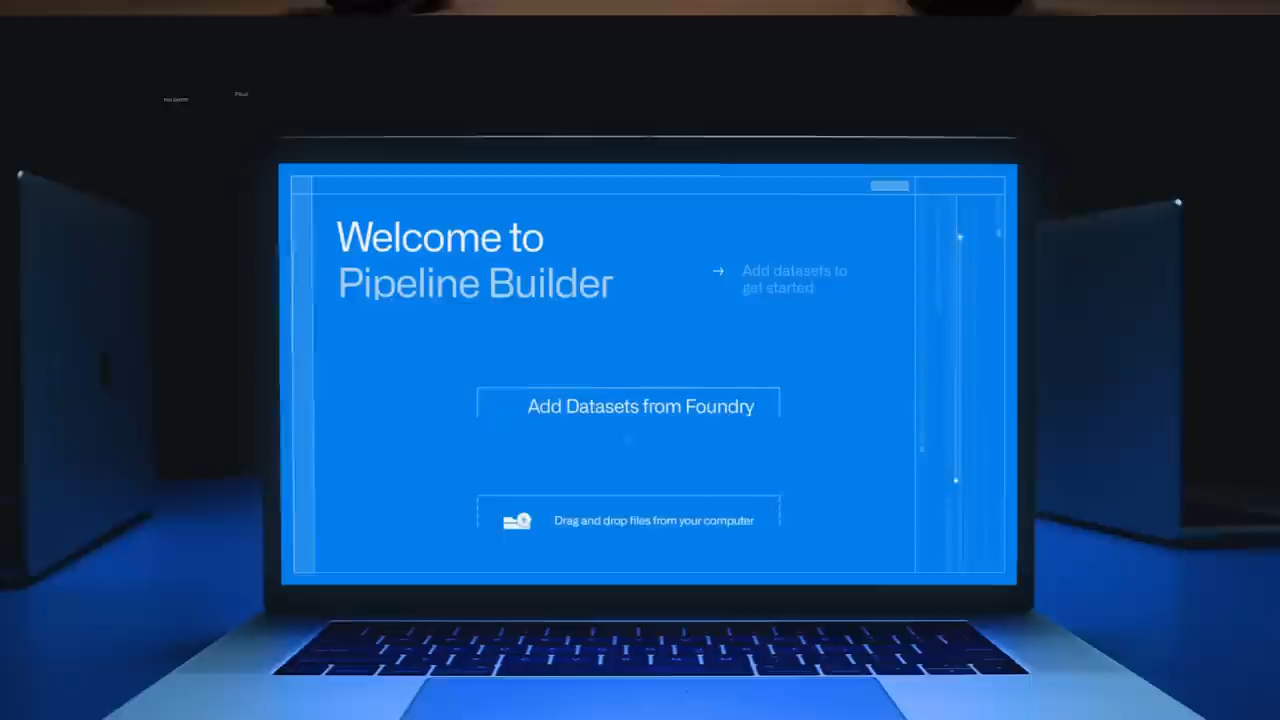 Welcome to
Pipeline Builder
→ Add datasets to
get started
Add Datasets from Foundry
Drag and drop files from your computer